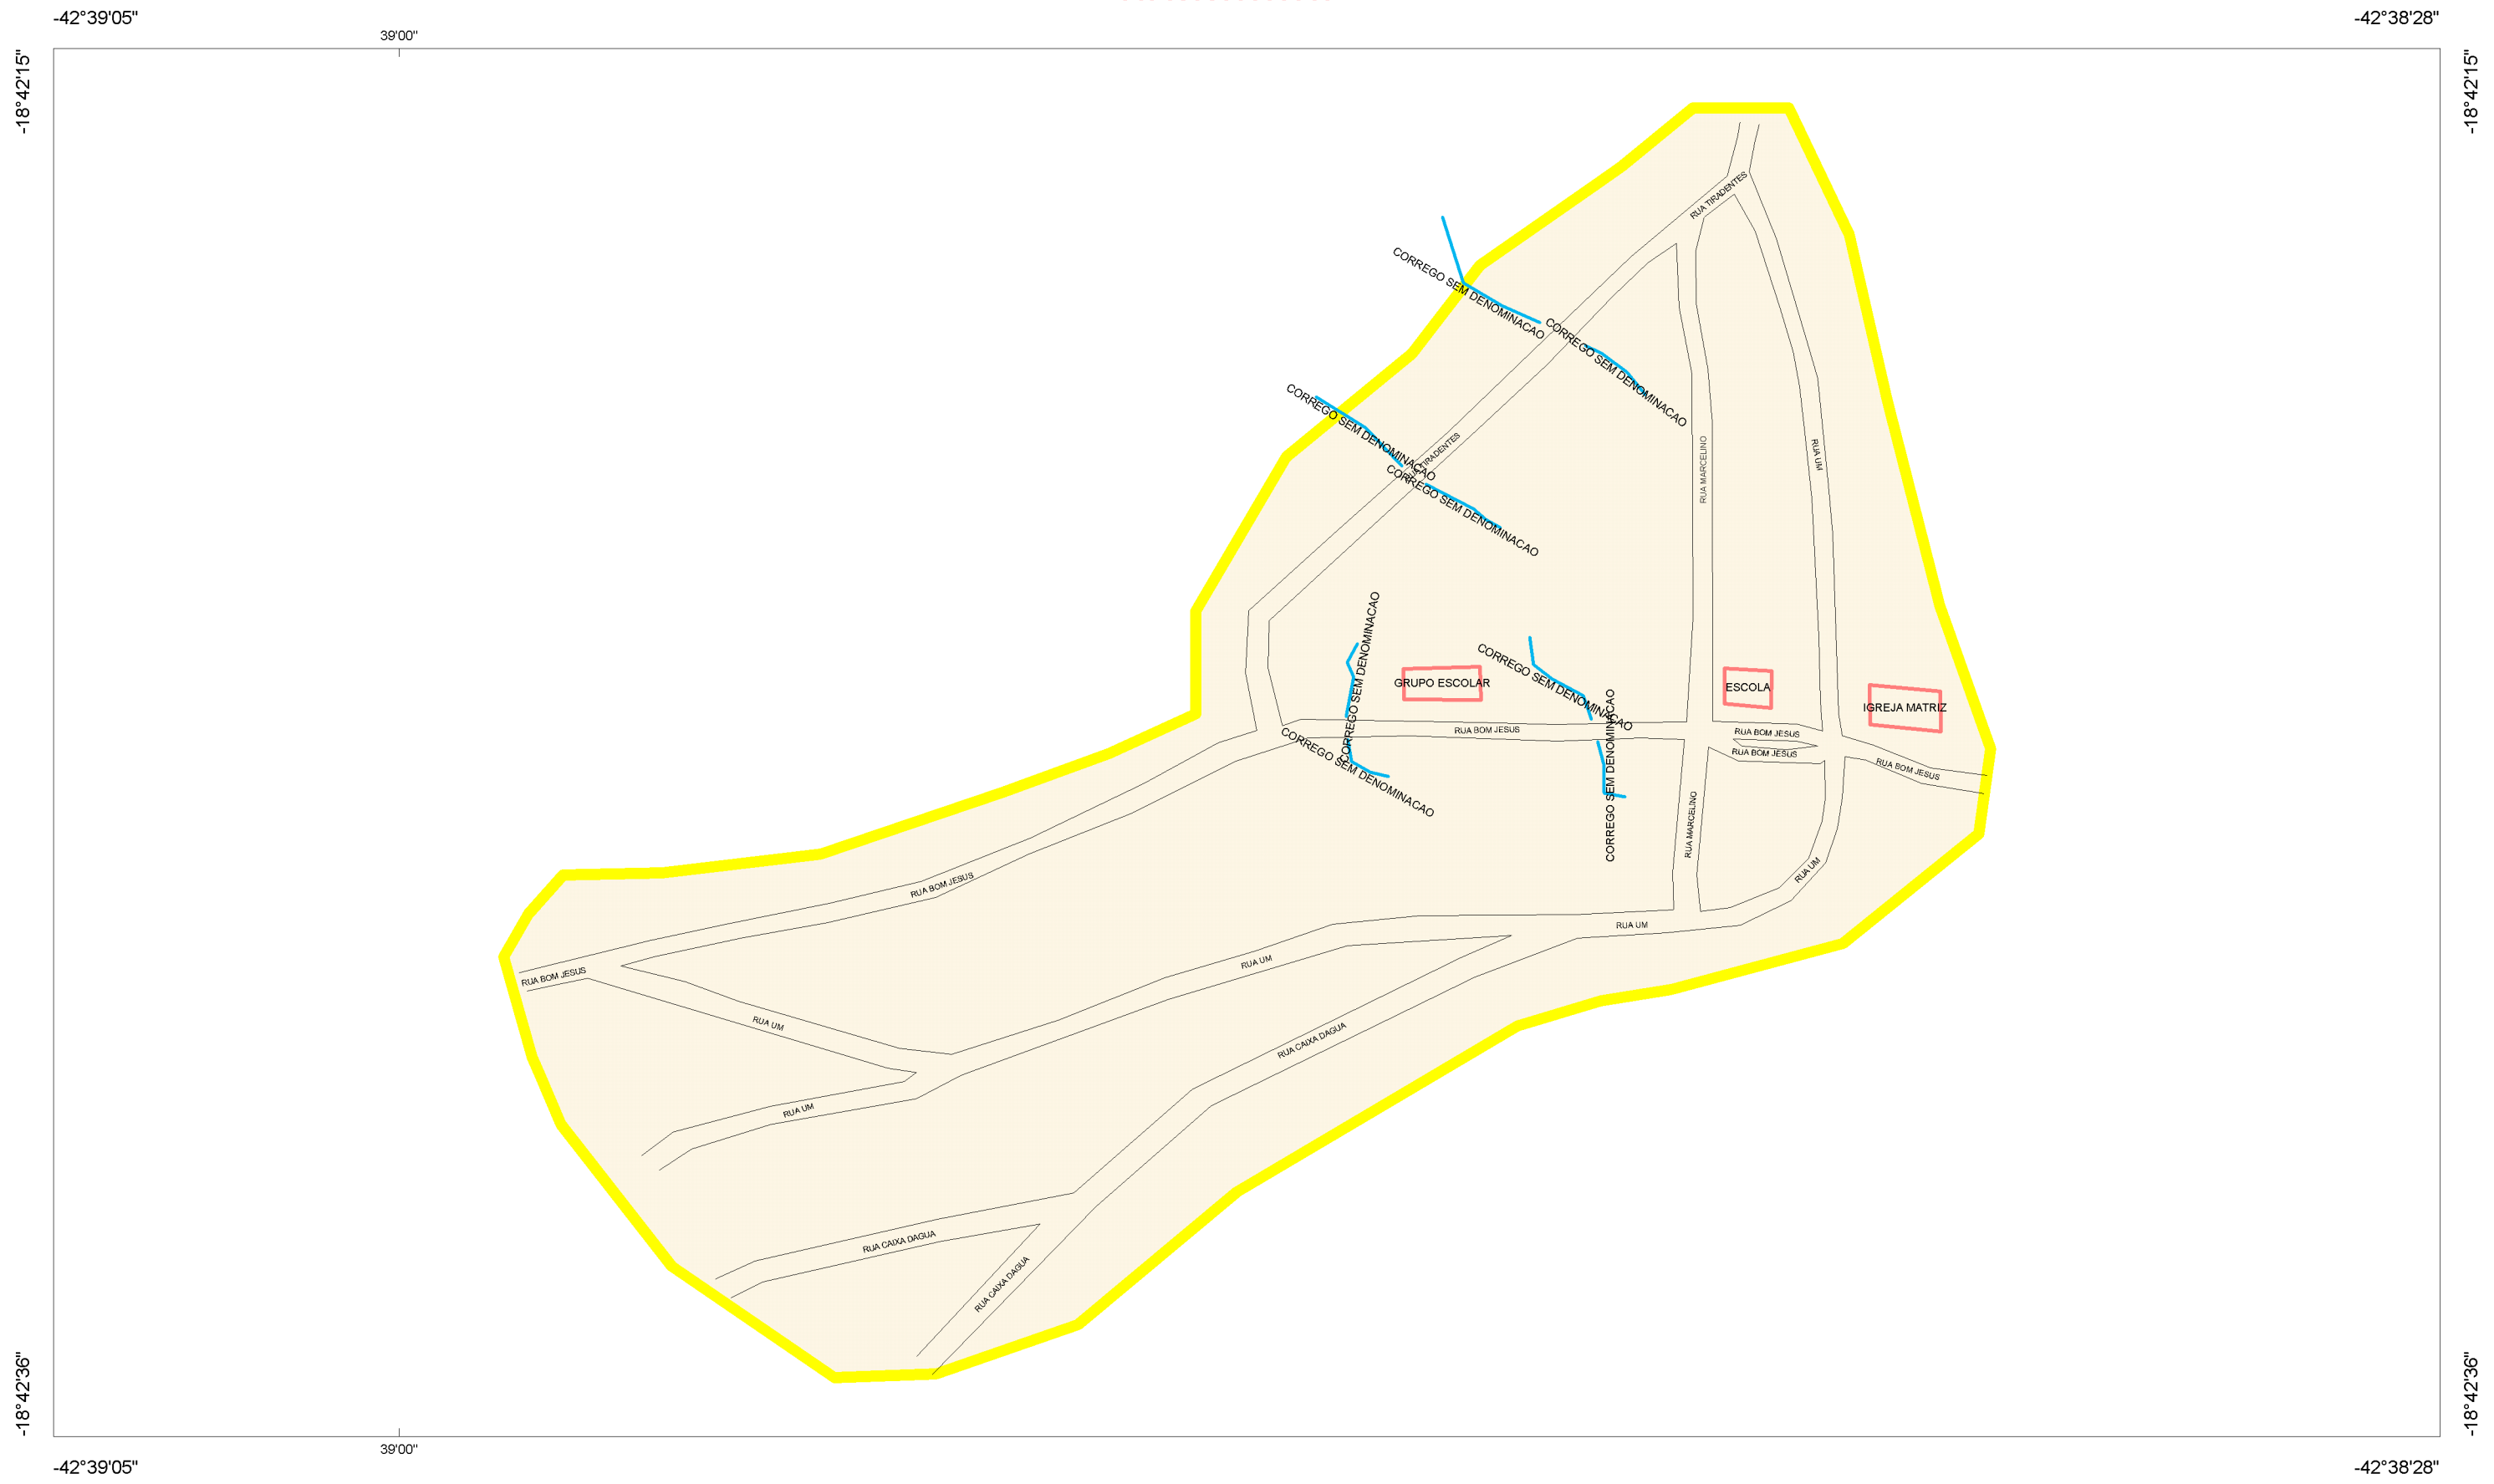 -42°39'05"
-42°38'28"
39'00"
-18°42'15"
-18°42'15"
RUA TIRADENTES
CORREGO SEM DENOMINACAO
CORREGO SEM DENOMINACAO
CORREGO SEM DENOMINACAO
RUA TIRADENTES
CORREGO SEM DENOMINACAO
RUA MARCELINO
RUA UM
CORREGO SEM DENOMINACAO
GRUPO ESCOLAR
CORREGO SEM DENOMINACAO
ESCOLA
IGREJA MATRIZ
RUA BOM JESUS
RUA BOM JESUS
RUA BOM JESUS
RUA BOM JESUS
CORREGO SEM DENOMINACAO
CORREGO SEM DENOMINACAO
RUA MARCELINO
RUA UM
RUA BOM JESUS
RUA UM
RUA UM
RUA BOM JESUS
RUA UM
RUA CAIXA DAGUA
RUA UM
RUA CAIXA DAGUA
RUA CAIXA DAGUA
-18°42'36"
-18°42'36"
39'00"
-42°39'05"
-42°38'28"